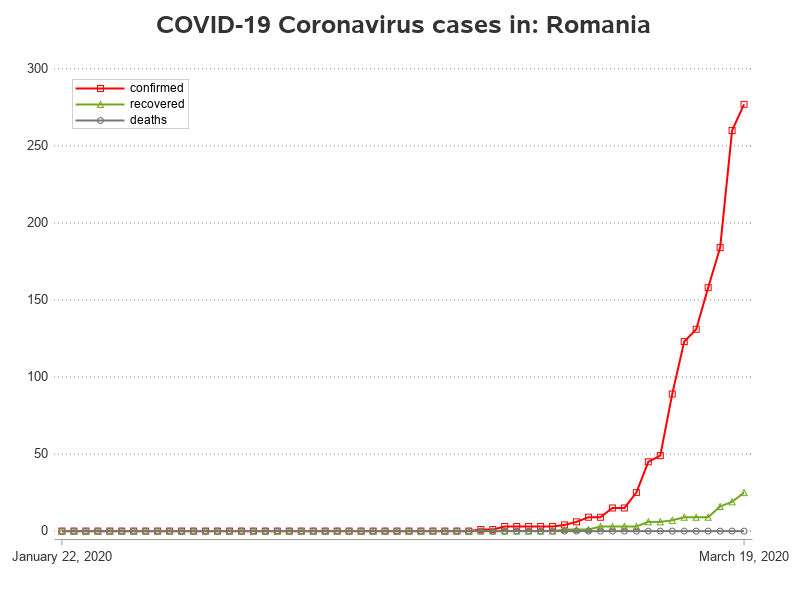 COVID-19 Coronavirus cases in: Romania
300
confirmed
recovered
deaths
250
200
150
100
50
0
January 22, 2020
March 19, 2020